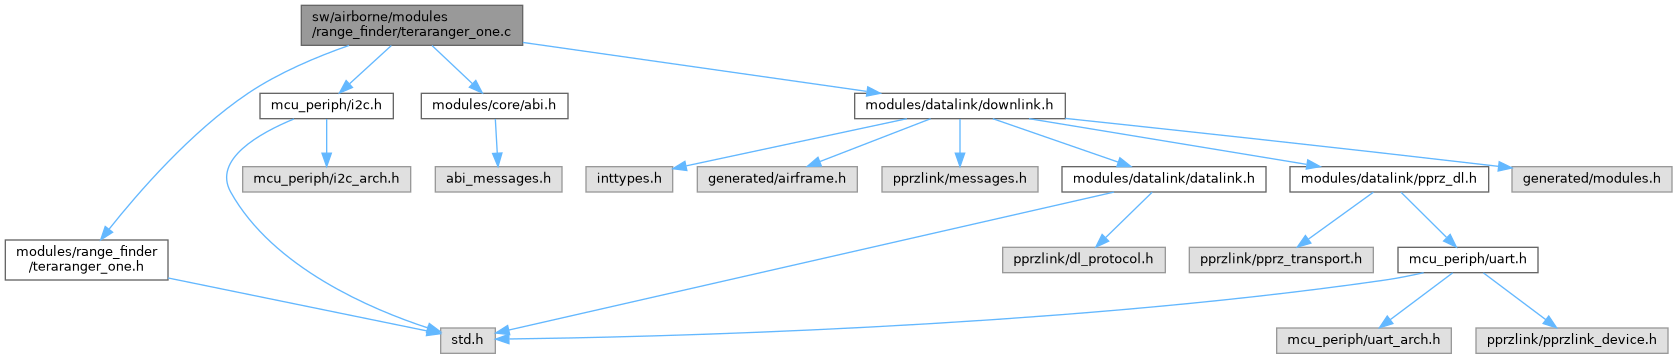 sw/airborne/modules
/range_finder/teraranger_one.c
mcu_periph/i2c.h
modules/core/abi.h
modules/datalink/downlink.h
mcu_periph/i2c_arch.h
abi_messages.h
inttypes.h
generated/airframe.h
pprzlink/messages.h
modules/datalink/datalink.h
modules/datalink/pprz_dl.h
generated/modules.h
modules/range_finder
/teraranger_one.h
pprzlink/dl_protocol.h
pprzlink/pprz_transport.h
mcu_periph/uart.h
std.h
mcu_periph/uart_arch.h
pprzlink/pprzlink_device.h